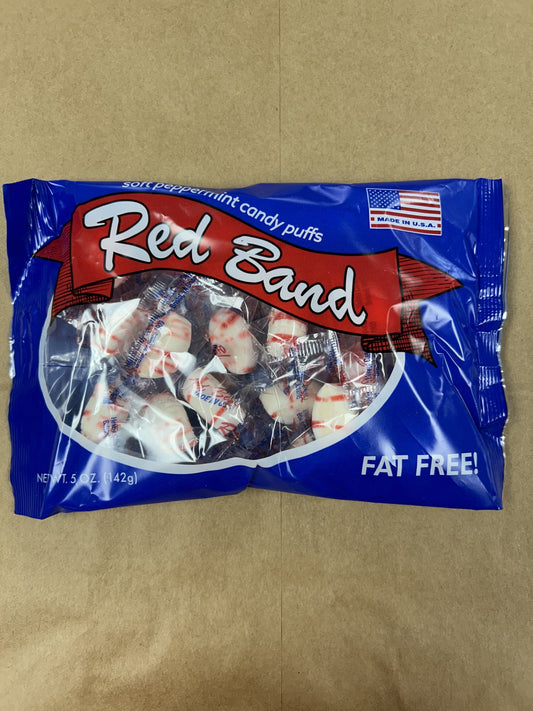 soft peppermint candy puffs
MADE IN U.S.A.
Red Band
FAT FREE!
NET WT. 5 OZ. (142g)